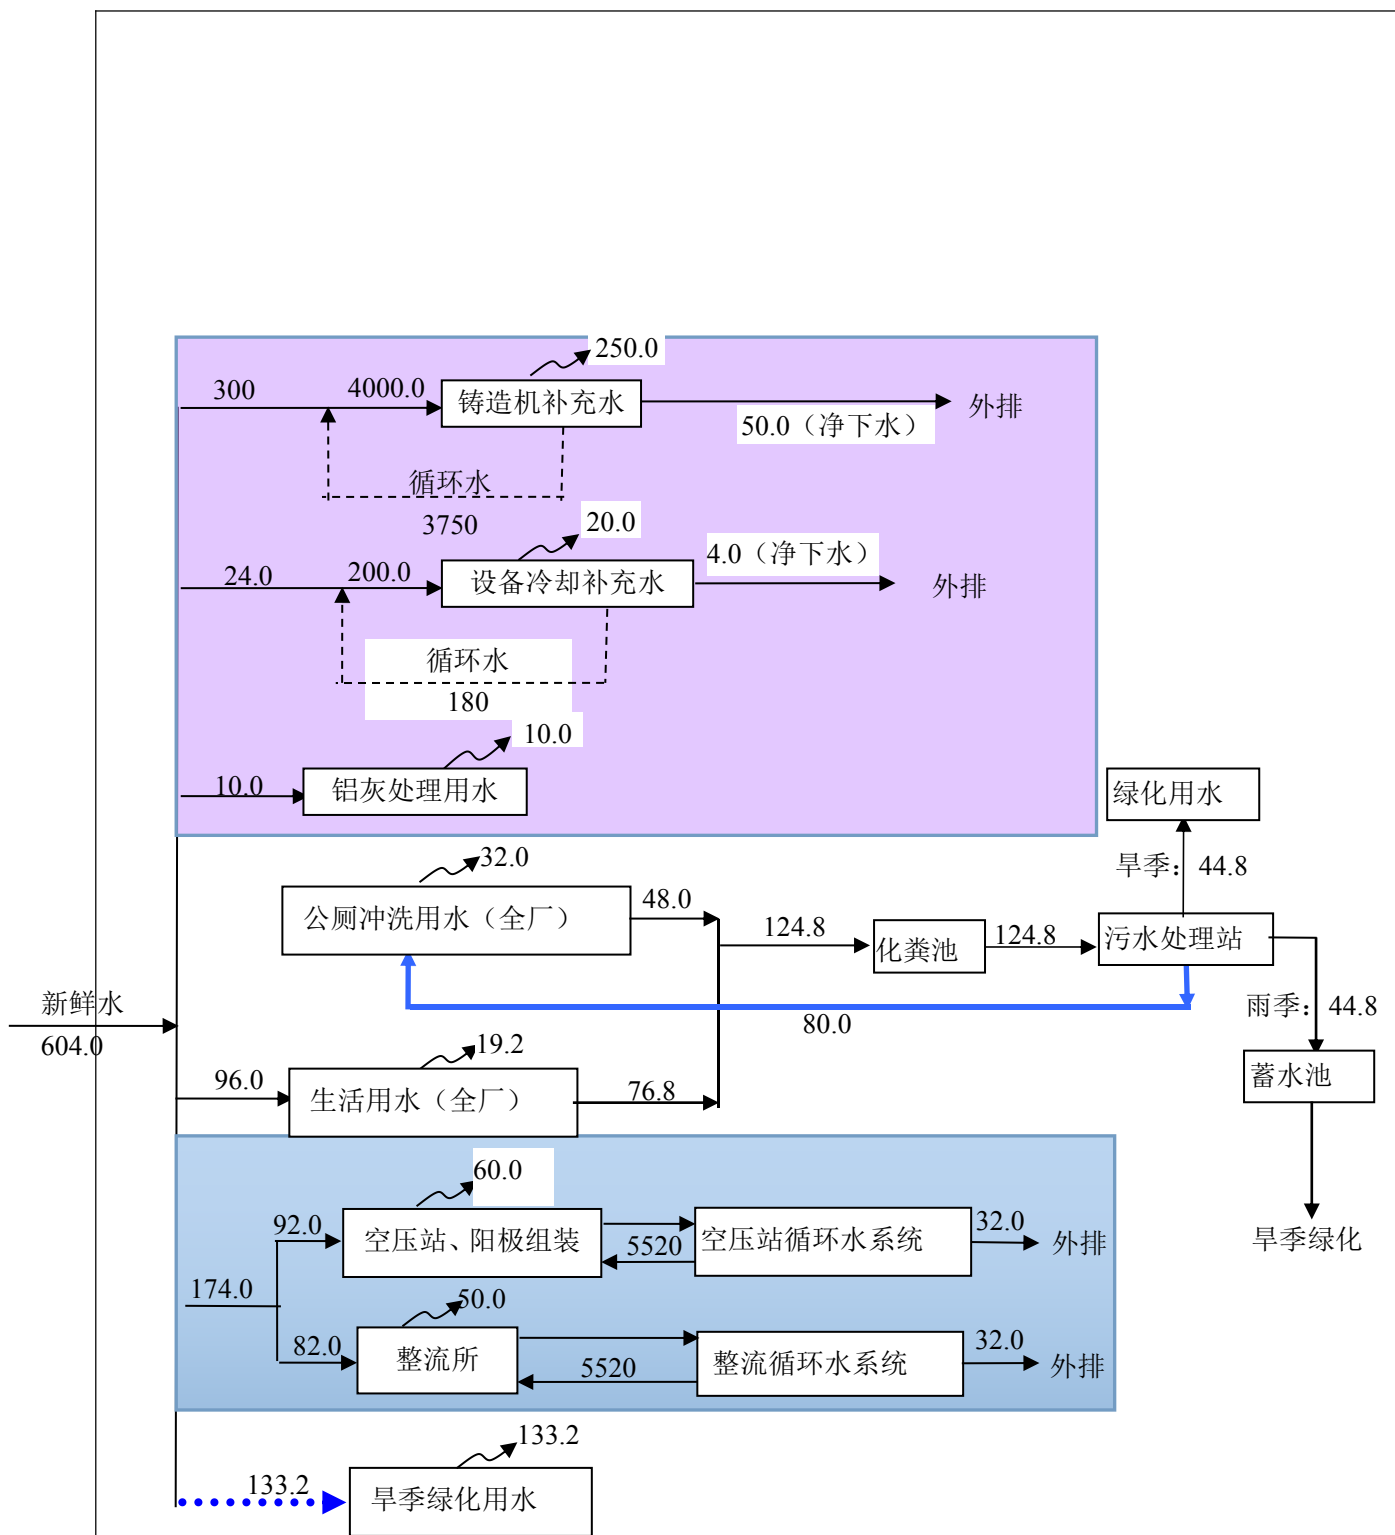 250.0
300
4000.0
铸造机补充水
外排
50.0（净下水）
循环水
3750
20.0
4.0（净下水）
24.0
200.0
设备冷却补充水
外排
循环水
180
10.0
10.0
铝灰处理用水
绿化用水
32.0
旱季：44.8
公厕冲洗用水（全厂）
48.0
124.8
化粪池
124.8
污水处理站
新鲜水
604.0
80.0
雨季：44.8
19.2
96.0
生活用水（全厂）
76.8
蓄水池
60.0
92.0
空压站、阳极组装
5520
空压站循环水系统
32.0
外排
旱季绿化
174.0
50.0
82.0
整流所
5520
整流循环水系统
32.0
外排
133.2
133.2
旱季绿化用水